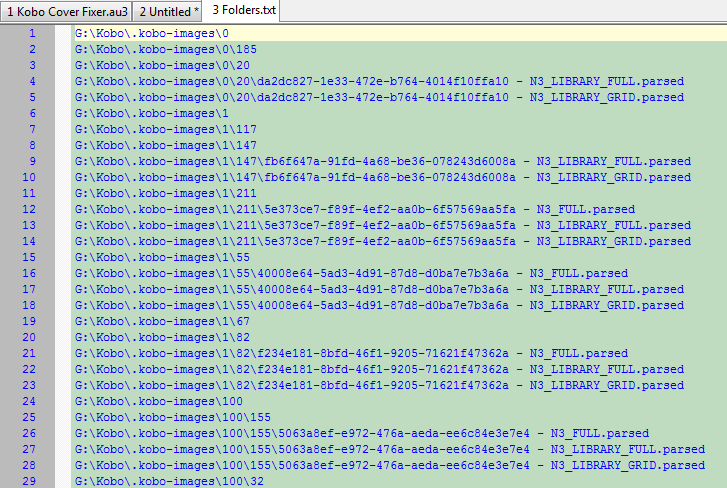 1 Kobo Cover Fixer.au3 2 Untitled * 3 Folders.txt
1 G:\Kobo\.kobo-images\0
2 G:\Kobo\.kobo-images\0\185
3 G:\Kobo\.kobo-images\0\20
4 G:\Kobo\.kobo-images\0\20\da2dc827-1e33-472e-b764-4014f10ffa10 - N3_LIBRARY_FULL.parsed
5 G:\Kobo\.kobo-images\0\20\da2dc827-1e33-472e-b764-4014f10ffa10 - N3_LIBRARY_GRID.parsed
6 G:\Kobo\.kobo-images\1
7 G:\Kobo\.kobo-images\1\117
8 G:\Kobo\.kobo-images\1\147
9 G:\Kobo\.kobo-images\1\147\fb6f647a-91fd-4a68-be36-078243d6008a - N3_LIBRARY_FULL.parsed
10 G:\Kobo\.kobo-images\1\147\fb6f647a-91fd-4a68-be36-078243d6008a - N3_LIBRARY_GRID.parsed
11 G:\Kobo\.kobo-images\1\211
12 G:\Kobo\.kobo-images\1\211\5e373ce7-f89f-4ef2-aa0b-6f57569aa5fa - N3_FULL.parsed
13 G:\Kobo\.kobo-images\1\211\5e373ce7-f89f-4ef2-aa0b-6f57569aa5fa - N3_LIBRARY_FULL.parsed
14 G:\Kobo\.kobo-images\1\211\5e373ce7-f89f-4ef2-aa0b-6f57569aa5fa - N3_LIBRARY_GRID.parsed
15 G:\Kobo\.kobo-images\1\55
16 G:\Kobo\.kobo-images\1\55\40008e64-5ad3-4d91-87d8-d0ba7e7b3a6a - N3_FULL.parsed
17 G:\Kobo\.kobo-images\1\55\40008e64-5ad3-4d91-87d8-d0ba7e7b3a6a - N3_LIBRARY_FULL.parsed
18 G:\Kobo\.kobo-images\1\55\40008e64-5ad3-4d91-87d8-d0ba7e7b3a6a - N3_LIBRARY_GRID.parsed
19 G:\Kobo\.kobo-images\1\67
20 G:\Kobo\.kobo-images\1\82
21 G:\Kobo\.kobo-images\1\82\f234e181-8bfd-46f1-9205-71621f47362a - N3_FULL.parsed
22 G:\Kobo\.kobo-images\1\82\f234e181-8bfd-46f1-9205-71621f47362a - N3_LIBRARY_FULL.parsed
23 G:\Kobo\.kobo-images\1\82\f234e181-8bfd-46f1-9205-71621f47362a - N3_LIBRARY_GRID.parsed
24 G:\Kobo\.kobo-images\100
25 G:\Kobo\.kobo-images\100\155
26 G:\Kobo\.kobo-images\100\155\5063a8ef-e972-476a-aeda-ee6c84e3e7e4 - N3_FULL.parsed
27 G:\Kobo\.kobo-images\100\155\5063a8ef-e972-476a-aeda-ee6c84e3e7e4 - N3_LIBRARY_FULL.parsed
28 G:\Kobo\.kobo-images\100\155\5063a8ef-e972-476a-aeda-ee6c84e3e7e4 - N3_LIBRARY_GRID.parsed
29 G:\Kobo\.kobo-images\100\32